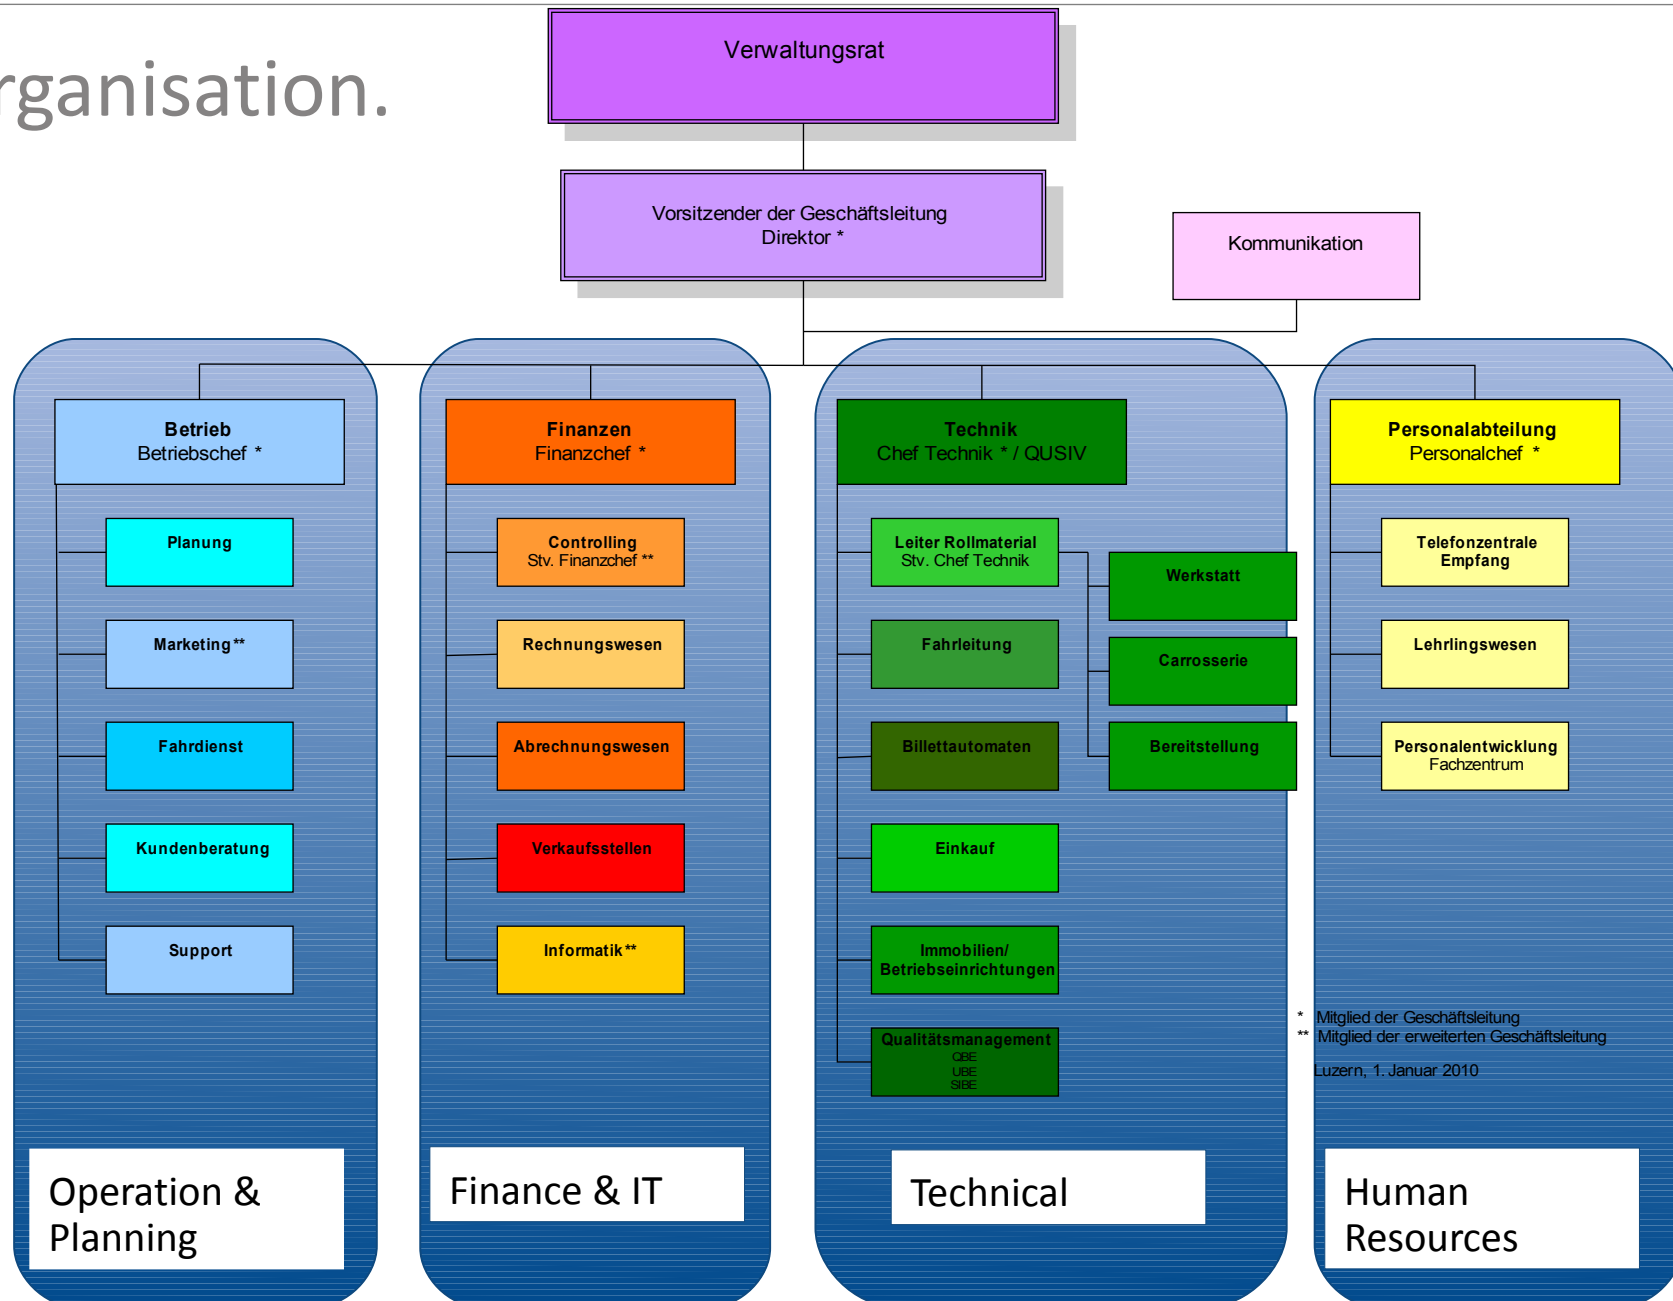 rganisation.
Verwaltungsrat
Vorsitzender der Geschäftsleitung
Direktor *
Kommunikation
Betrieb
Betriebschef *
Planung
Marketing **
Fahrdienst
Kundenberatung
Support
Operation &
Planning
Finanzen
Finanzchef *
Controlling
Stv. Finanzchef **
Rechnungswesen
Abrechnungswesen
Verkaufsstellen
Informatik **
Finance & IT
Technik
Chef Technik * / QUSIV
Leiter Rollmaterial
Stv. Chef Technik
Werkstatt
Carrosserie
Bereitstellung
Fahrleitung
Billettautomaten
Einkauf
Immobilien/
Betriebseinrichtungen
Qualitätsmanagement
QBE
UBE
SIBE
Technical
Personalabteilung
Personalchef *
Telefonzentrale
Empfang
Lehrlingswesen
Personalentwicklung
Fachzentrum
* Mitglied der Geschäftsleitung
** Mitglied der erweiterten Geschäftsleitung
Luzern, 1. Januar 2010
Human
Resources